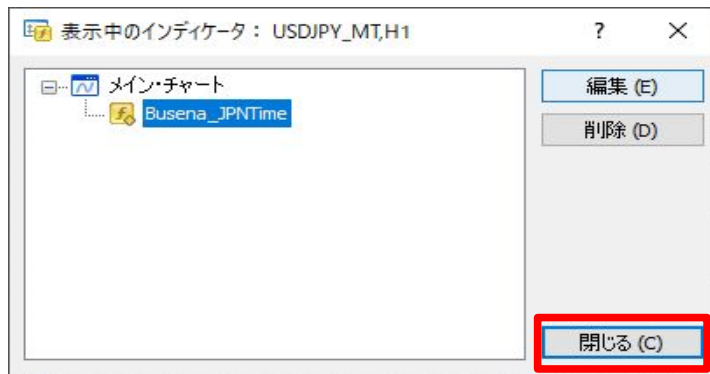 表示中のインディケータ： USDJPY_MT,H1
?
メイン・チャート
Busena_JPNTime
編集 (E)
削除 (D)
閉じる (C)